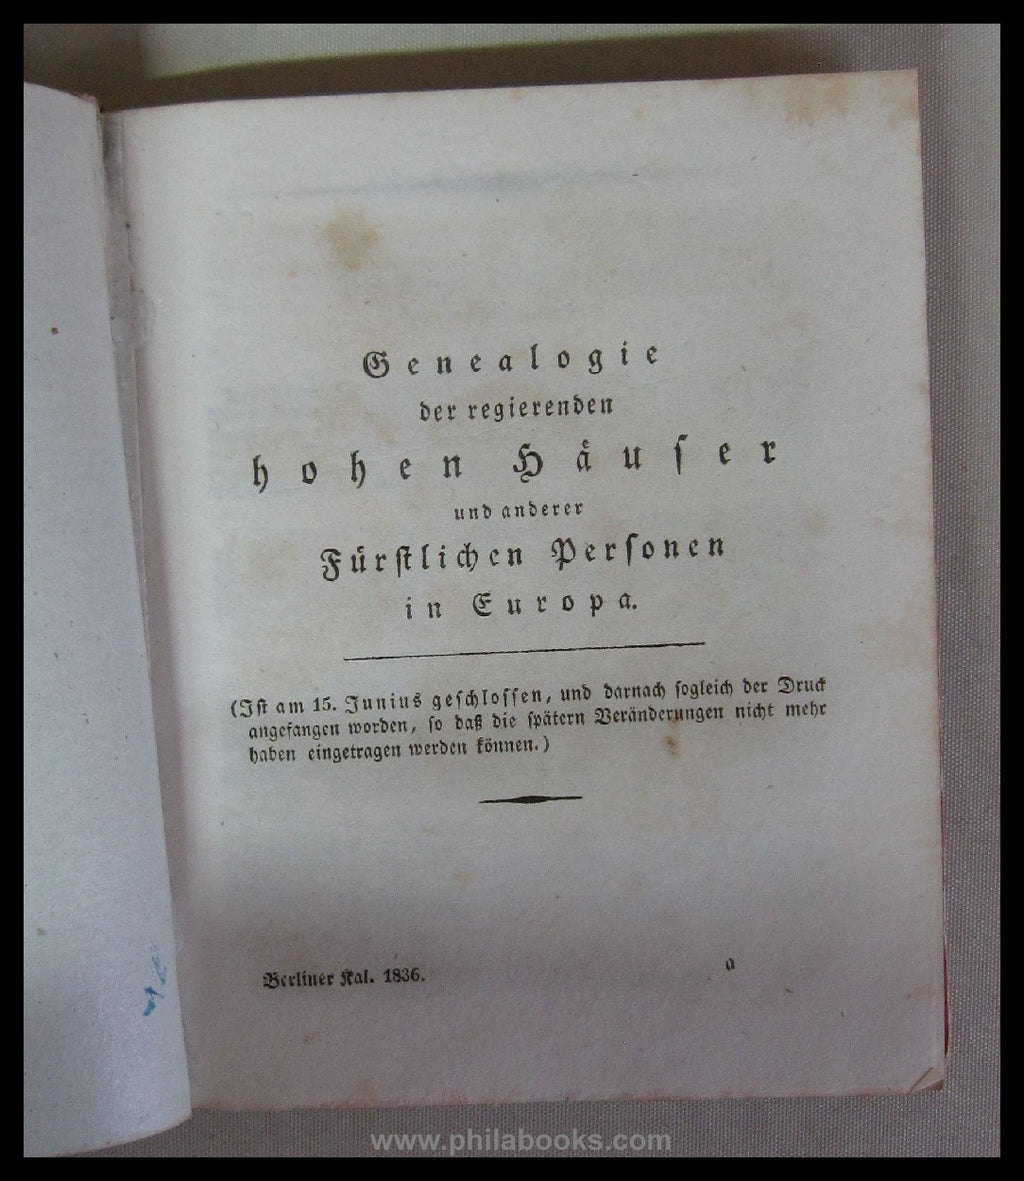 Genealogie
der regierenden
hohen Häuſer
und anderer
Fürſtlichen Perſonen
in Europa.
(Iſt am 15. Junius geſchloſſen, und darnach ſogleich der Druck
angefangen worden, ſo daß die ſpätern Veränderungen nicht mehr
haben eingetragen werden können.)
Berliner Kal. 1836.
a
www.philabooks.com